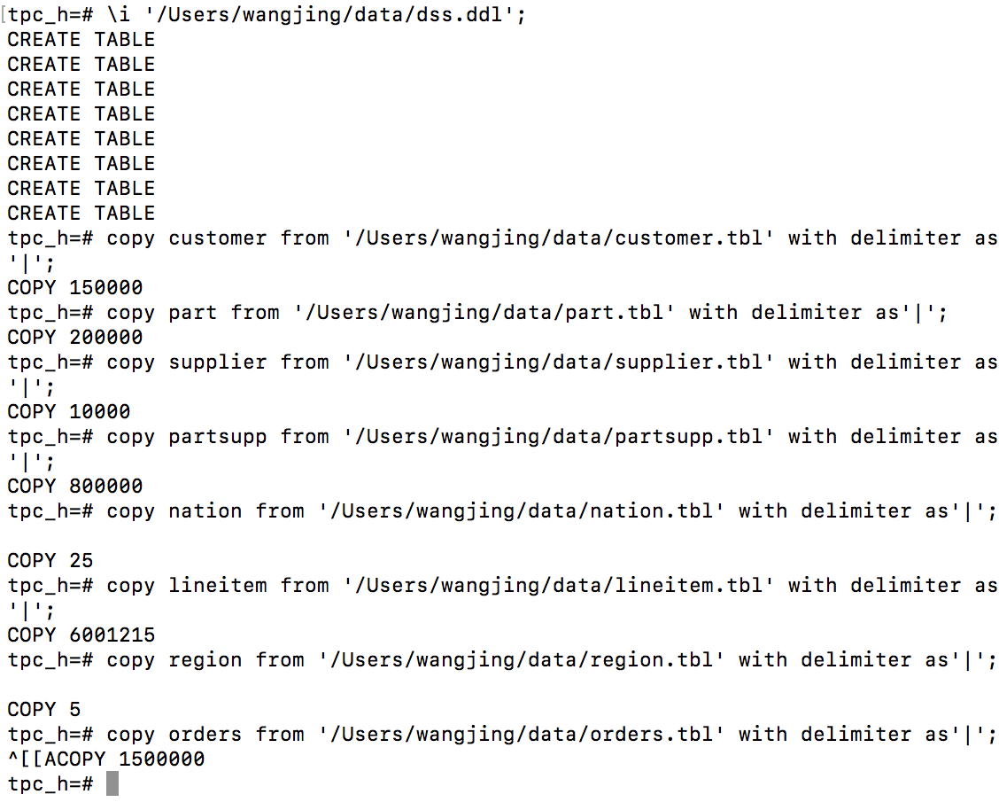 [tpc_h=# \i '/Users/wangjing/data/dss.ddl';
CREATE TABLE
CREATE TABLE
CREATE TABLE
CREATE TABLE
CREATE TABLE
CREATE TABLE
CREATE TABLE
CREATE TABLE
tpc_h=# copy customer from '/Users/wangjing/data/customer.tbl' with delimiter as
'|';
COPY 150000
tpc_h=# copy part from '/Users/wangjing/data/part.tbl' with delimiter as'|';
COPY 200000
tpc_h=# copy supplier from '/Users/wangjing/data/supplier.tbl' with delimiter as
'|';
COPY 10000
tpc_h=# copy partsupp from '/Users/wangjing/data/partsupp.tbl' with delimiter as
'|';
COPY 800000
tpc_h=# copy nation from '/Users/wangjing/data/nation.tbl' with delimiter as'|';
COPY 25
tpc_h=# copy lineitem from '/Users/wangjing/data/lineitem.tbl' with delimiter as
'|';
COPY 6001215
tpc_h=# copy region from '/Users/wangjing/data/region.tbl' with delimiter as'|';
COPY 5
tpc_h=# copy orders from '/Users/wangjing/data/orders.tbl' with delimiter as'|';
^[[ACOPY 1500000
tpc_h=#